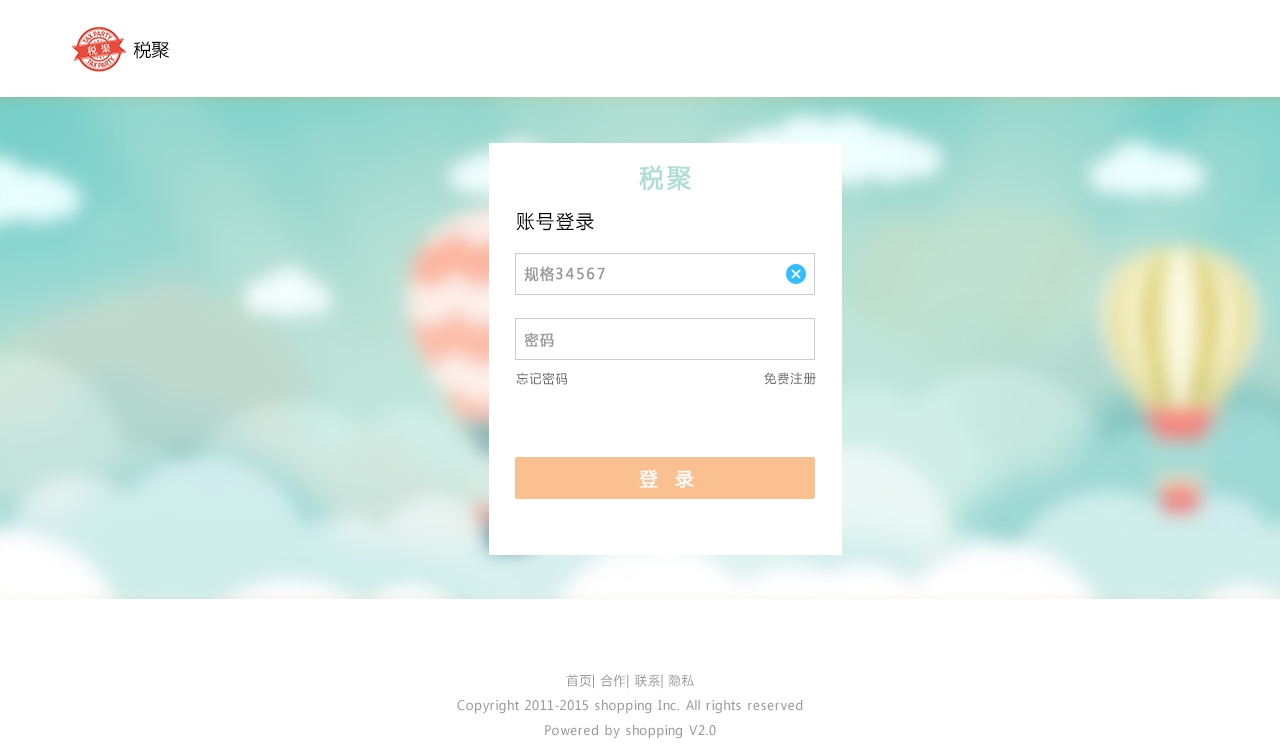 TAX PARTY
税聚
TAX PARTY
税聚
税聚
账号登录
规格34567
密码
忘记密码 免费注册
登 录
首页| 合作| 联系| 隐私
Copyright 2011-2015 shopping Inc. All rights reserved
Powered by shopping V2.0